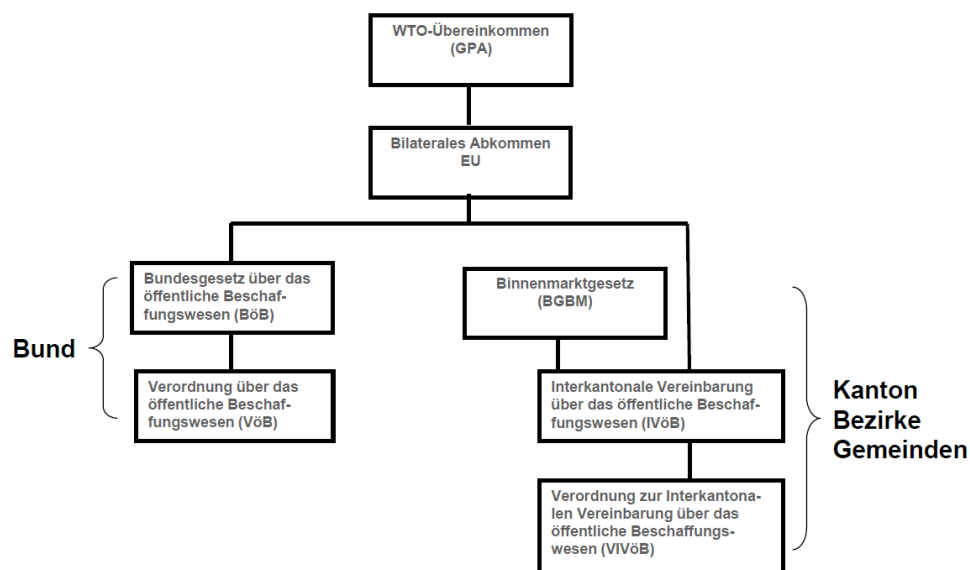 WTO-Übereinkommen
(GPA)
Bilaterales Abkommen
EU
Bund
Bundesgesetz über das
öffentliche Beschaf-
fungswesen (BöB)
Verordnung über das
öffentliche Beschaf-
fungswesen (VöB)
Binnenmarktgesetz
(BGBM)
Interkantonale Vereinbarung
über das öffentliche Beschaf-
fungswesen (IVöB)
Verordnung zur Interkantona-
len Vereinbarung über das
öffentliche Beschaffungs-
wesen (VIVöB)
Kanton
Bezirke
Gemeinden